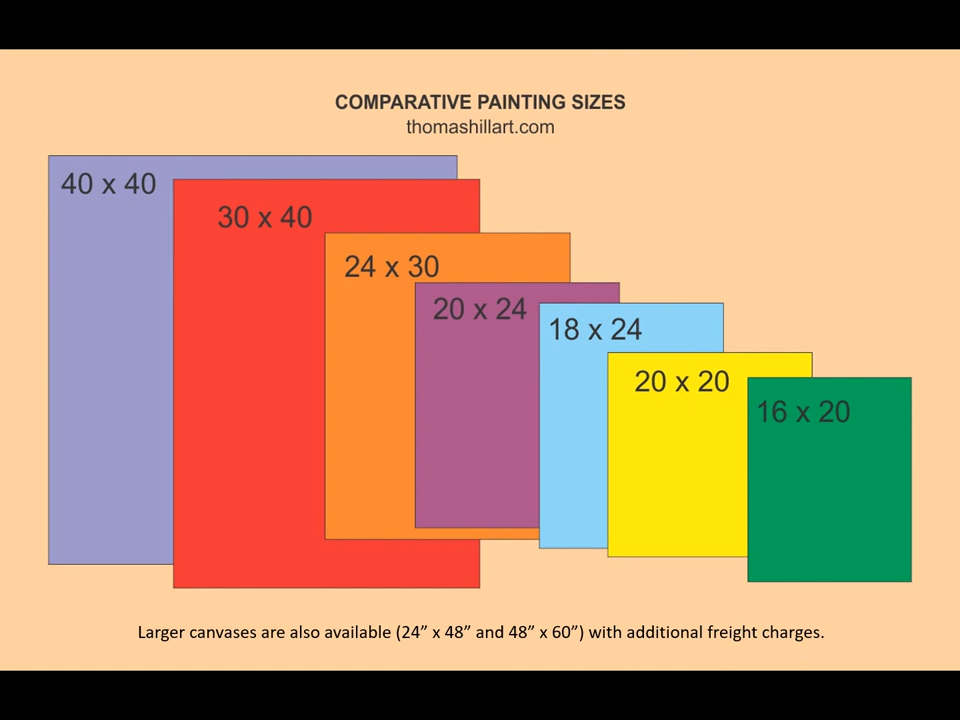 COMPARATIVE PAINTING SIZES
thomashillart.com
40 x 40
30 x 40
24 x 30
20 x 24
18 x 24
20 x 20
16 x 20
Larger canvases are also available (24” x 48” and 48” x 60”) with additional freight charges.